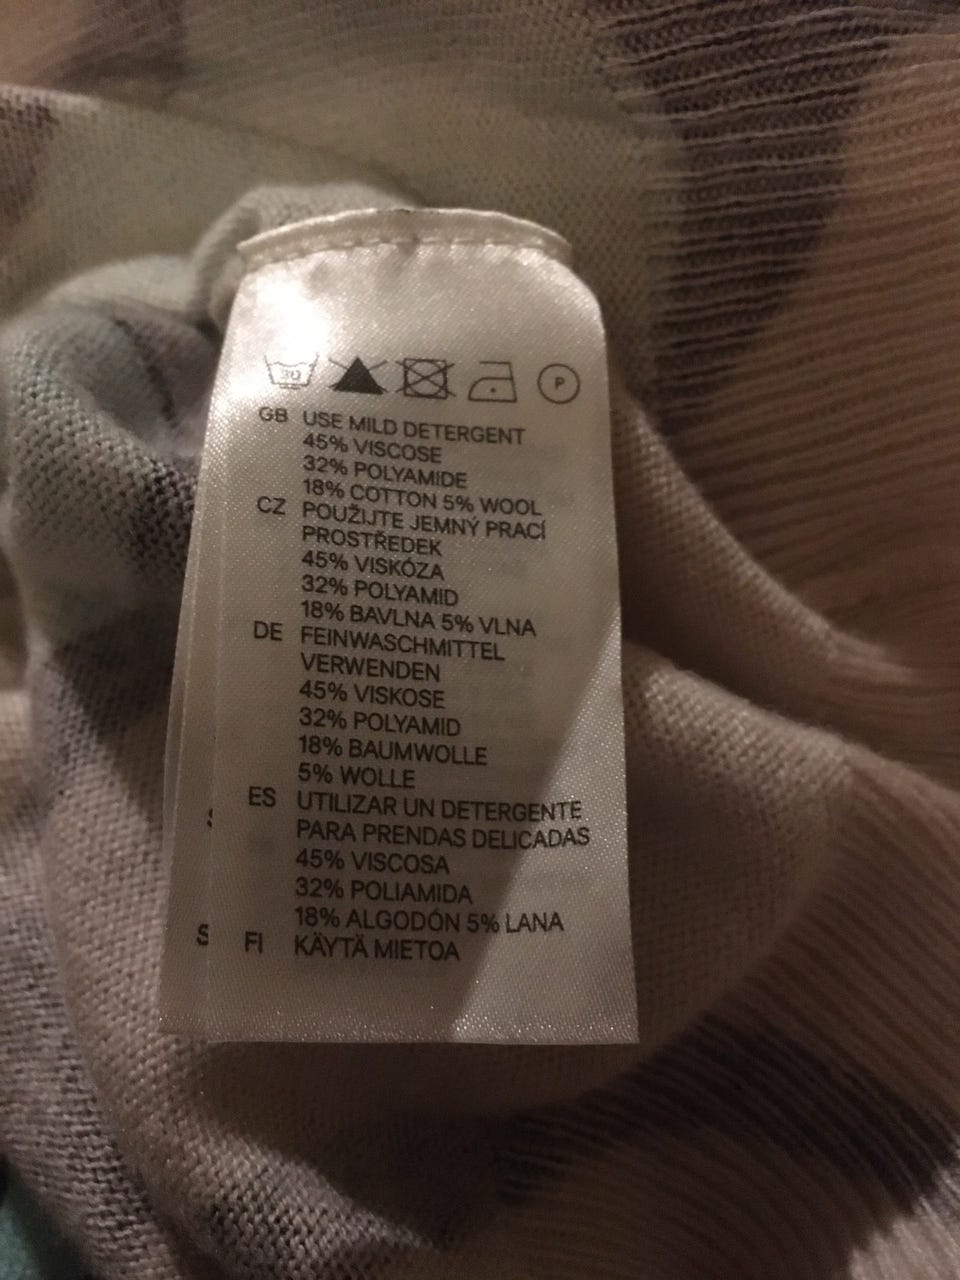 30 P
GB USE MILD DETERGENT
45% VISCOSE
32% POLYAMIDE
18% COTTON 5% WOOL
CZ POUŽIJTE JEMNÝ PRACÍ
PROSTŘEDEK
45% VISKÓZA
32% POLYAMID
18% BAVLNA 5% VLNA
DE FEINWASCHMITTEL
VERWENDEN
45% VISKOSE
32% POLYAMID
18% BAUMWOLLE
5% WOLLE
ES UTILIZAR UN DETERGENTE
PARA PRENDAS DELICADAS
45% VISCOSA
32% POLIAMIDA
18% ALGODÓN 5% LANA
FI KÄYTÄ MIETOA